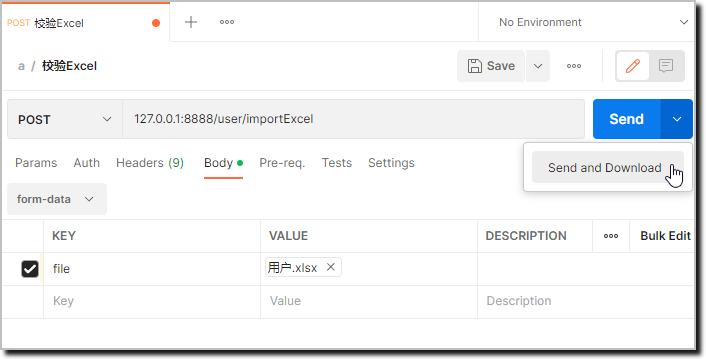 POST 校验Excel No Environment
a / 校验Excel Save
POST 127.0.0.1:8888/user/importExcel Send
Params Auth Headers (9) Body Pre-req. Tests Settings
Send and Download
form-data
KEY VALUE DESCRIPTION Bulk Edit
file 用户.xlsx
Key Value Description